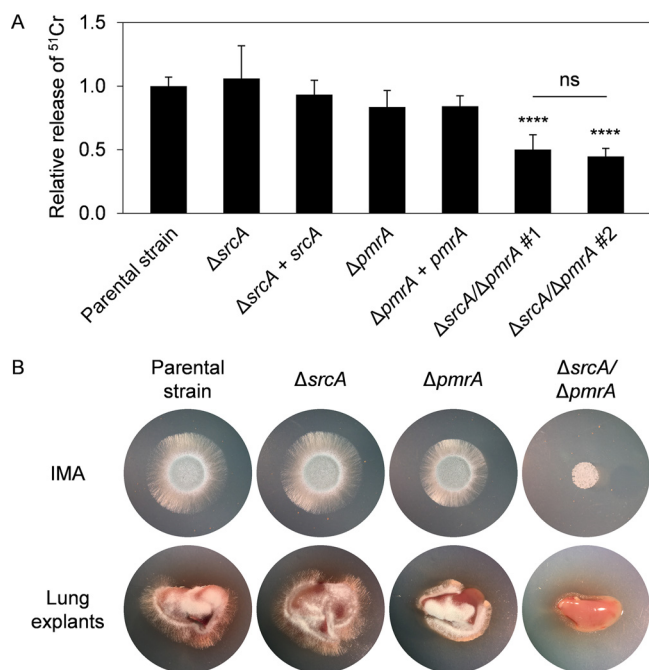 A
1.5
1.0
0.5
0.0
Relative release of ⁵¹Cr
ns
****
****
Parental strain
ΔsrcA
ΔsrcA + srcA
ΔpmrA
ΔpmrA + pmrA
ΔsrcA/ΔpmrA #1
ΔsrcA/ΔpmrA #2
B
Parental
strain
ΔsrcA
ΔpmrA
ΔsrcA/
ΔpmrA
IMA
Lung
explants